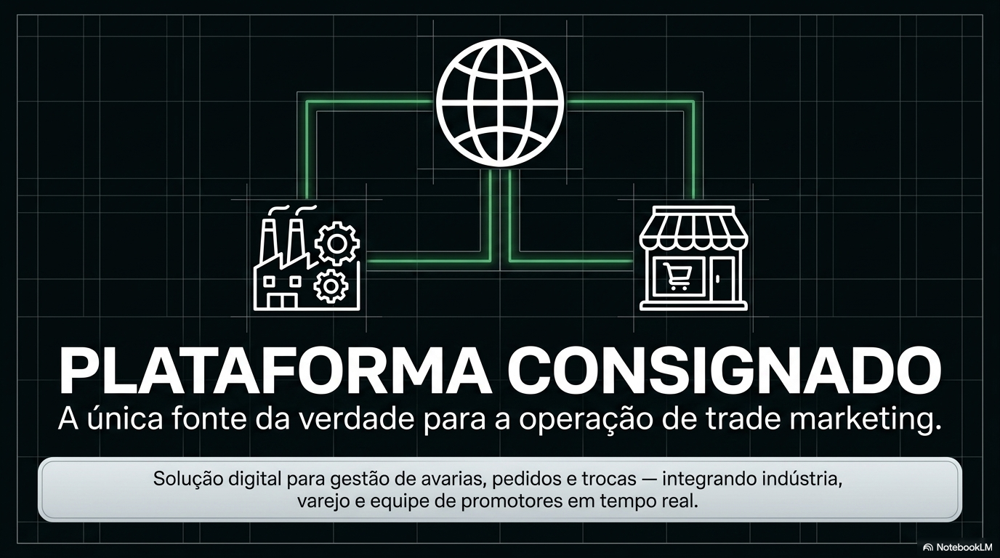 PLATAFORMA CONSIGNADO
A única fonte da verdade para a operação de trade marketing.
Solução digital para gestão de avarias, pedidos e trocas — integrando indústria,
varejo e equipe de promotores em tempo real.
NotebookLM